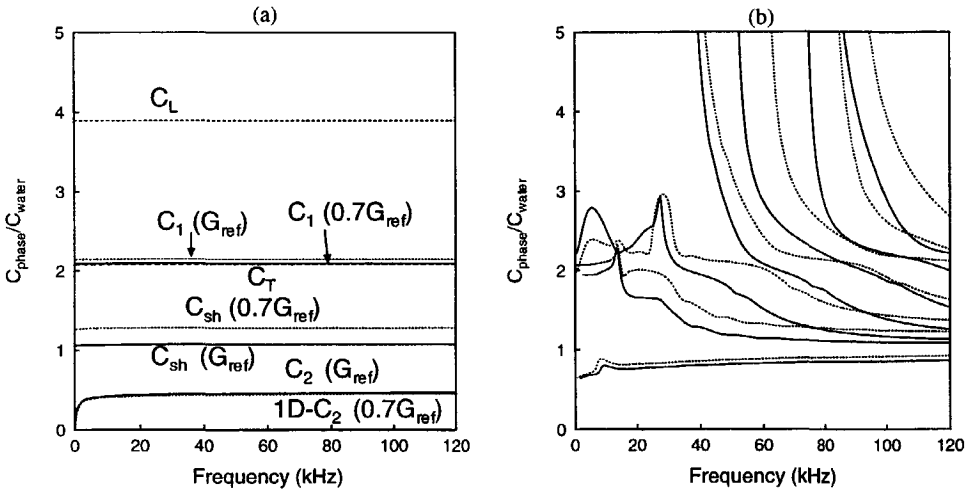 (a)
5
4
3
2
1
0
C_phase/C_water
C_L
C_1 (G_ref)
C_1 (0.7G_ref)
C_T
C_sh (0.7G_ref)
C_sh (G_ref)
C_2 (G_ref)
1D-C_2 (0.7G_ref)
0 20 40 60 80 100 120
Frequency (kHz)
(b)
5
4
3
2
1
0
C_phase/C_water
0 20 40 60 80 100 120
Frequency (kHz)